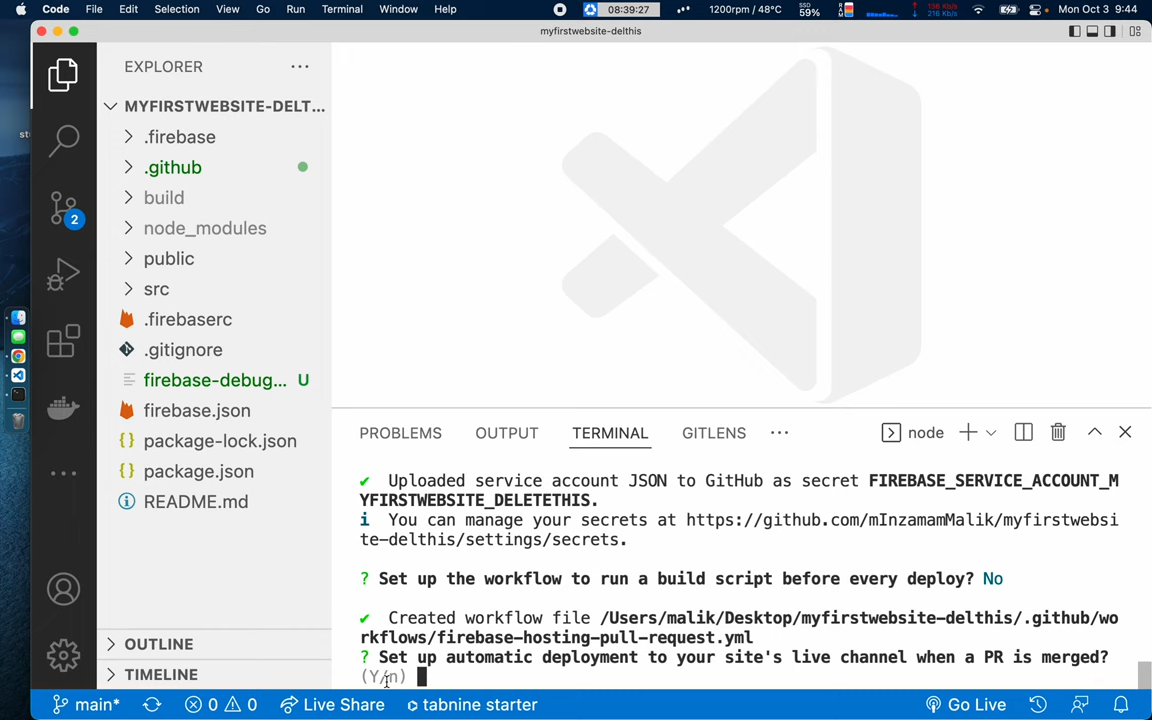 Code File Edit Selection View Go Run Terminal Window Help 08:39:27 1200rpm / 48°C SSD 59% 136 Kb/s 216 Kb/s Mon Oct 3 9:44
myfirstwebsite-delthis
EXPLORER
MYFIRSTWEBSITE-DELT...
.firebase
.github
build
2
node_modules
public
src
.firebaserc
.gitignore
firebase-debug... U
firebase.json
package-lock.json
package.json
README.md
OUTLINE
TIMELINE
PROBLEMS OUTPUT TERMINAL GITLENS node
✔ Uploaded service account JSON to GitHub as secret FIREBASE_SERVICE_ACCOUNT_M
YFIRSTWEBSITE_DELETETHIS.
i You can manage your secrets at https://github.com/mInzamamMalik/myfirstwebsi
te-delthis/settings/secrets.
? Set up the workflow to run a build script before every deploy? No
✔ Created workflow file /Users/malik/Desktop/myfirstwebsite-delthis/.github/wo
rkflows/firebase-hosting-pull-request.yml
? Set up automatic deployment to your site's live channel when a PR is merged?
(Y/n)
main* 0 0 Live Share tabnine starter Go Live